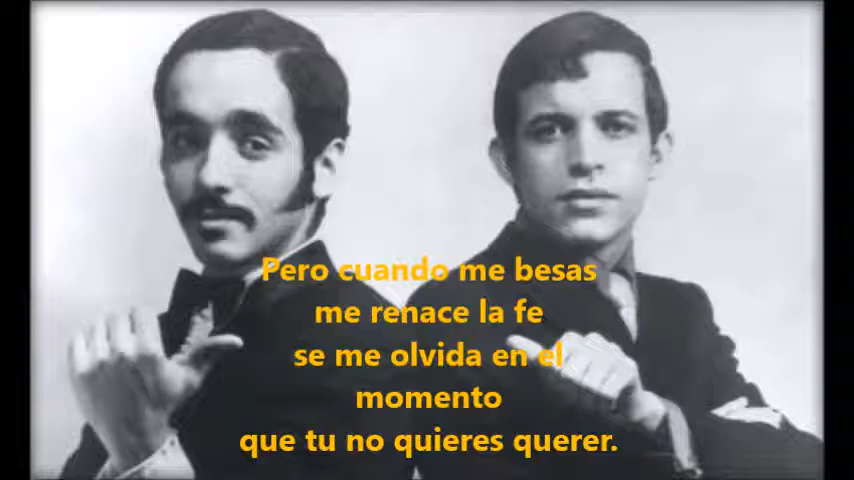 Pero cuando me besas
me renace la fe
se me olvida en el
momento
que tu no quieres querer.